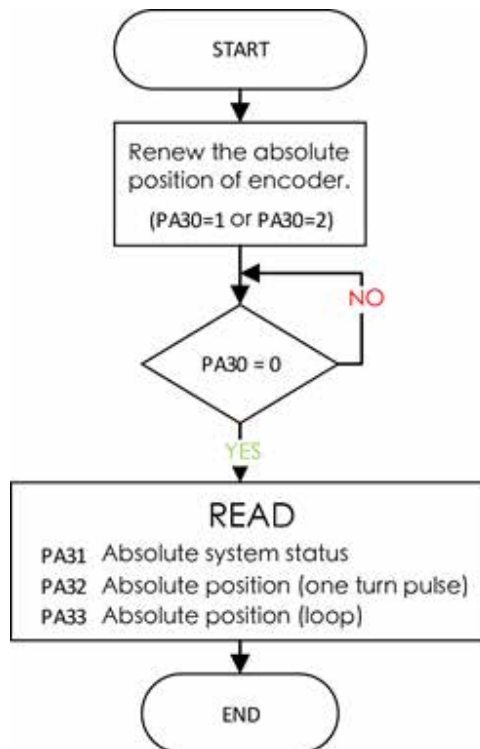 START
Renew the absolute
position of encoder.
(PA30=1 or PA30=2)
NO
PA30 = 0
YES
READ
PA31 Absolute system status
PA32 Absolute position (one turn pulse)
PA33 Absolute position (loop)
END